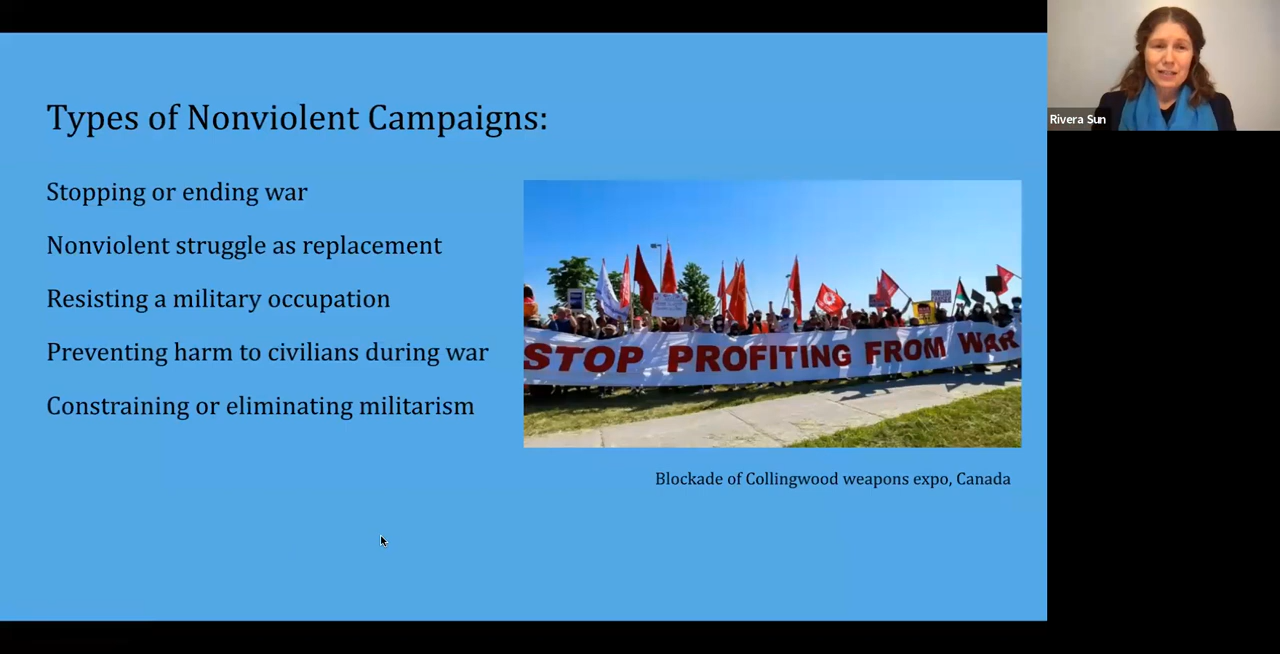 Types of Nonviolent Campaigns:
Stopping or ending war
Nonviolent struggle as replacement
Resisting a military occupation
Preventing harm to civilians during war
Constraining or eliminating militarism
STOP PROFITING FROM WAR
Blockade of Collingwood weapons expo, Canada
Rivera Sun